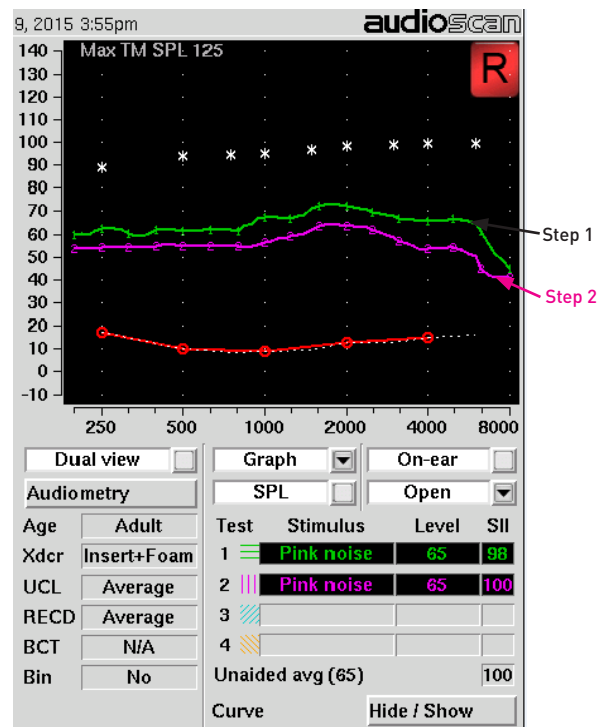 9, 2015 3:55pm audioscan
140 Max TM SPL 125 R
130
120
110
100
90
80
70
60 Step 1
50
40
30 Step 2
20
10
0
-10
250 500 1000 2000 4000 8000
Dual view Graph On-ear
Audiometry SPL Open
Age Adult Test Stimulus Level SII
Xdcr Insert+Foam 1 Pink noise 65 98
UCL Average 2 Pink noise 65 100
RECD Average 3
BCT N/A 4
Bin No Unaided avg (65) 100
Curve Hide / Show